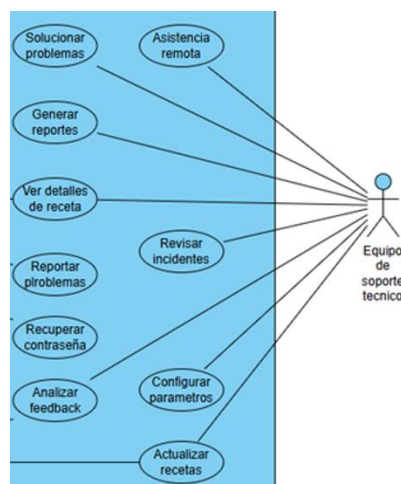 Solucionar
problemas
Asistencia
remota
Generar
reportes
Ver detalles
de receta
Equipo
de
soporte
tecnico
Revisar
incidentes
Reportar
plroblemas
Recuperar
contraseña
Analizar
feedback
Configurar
parametros
Actualizar
recetas